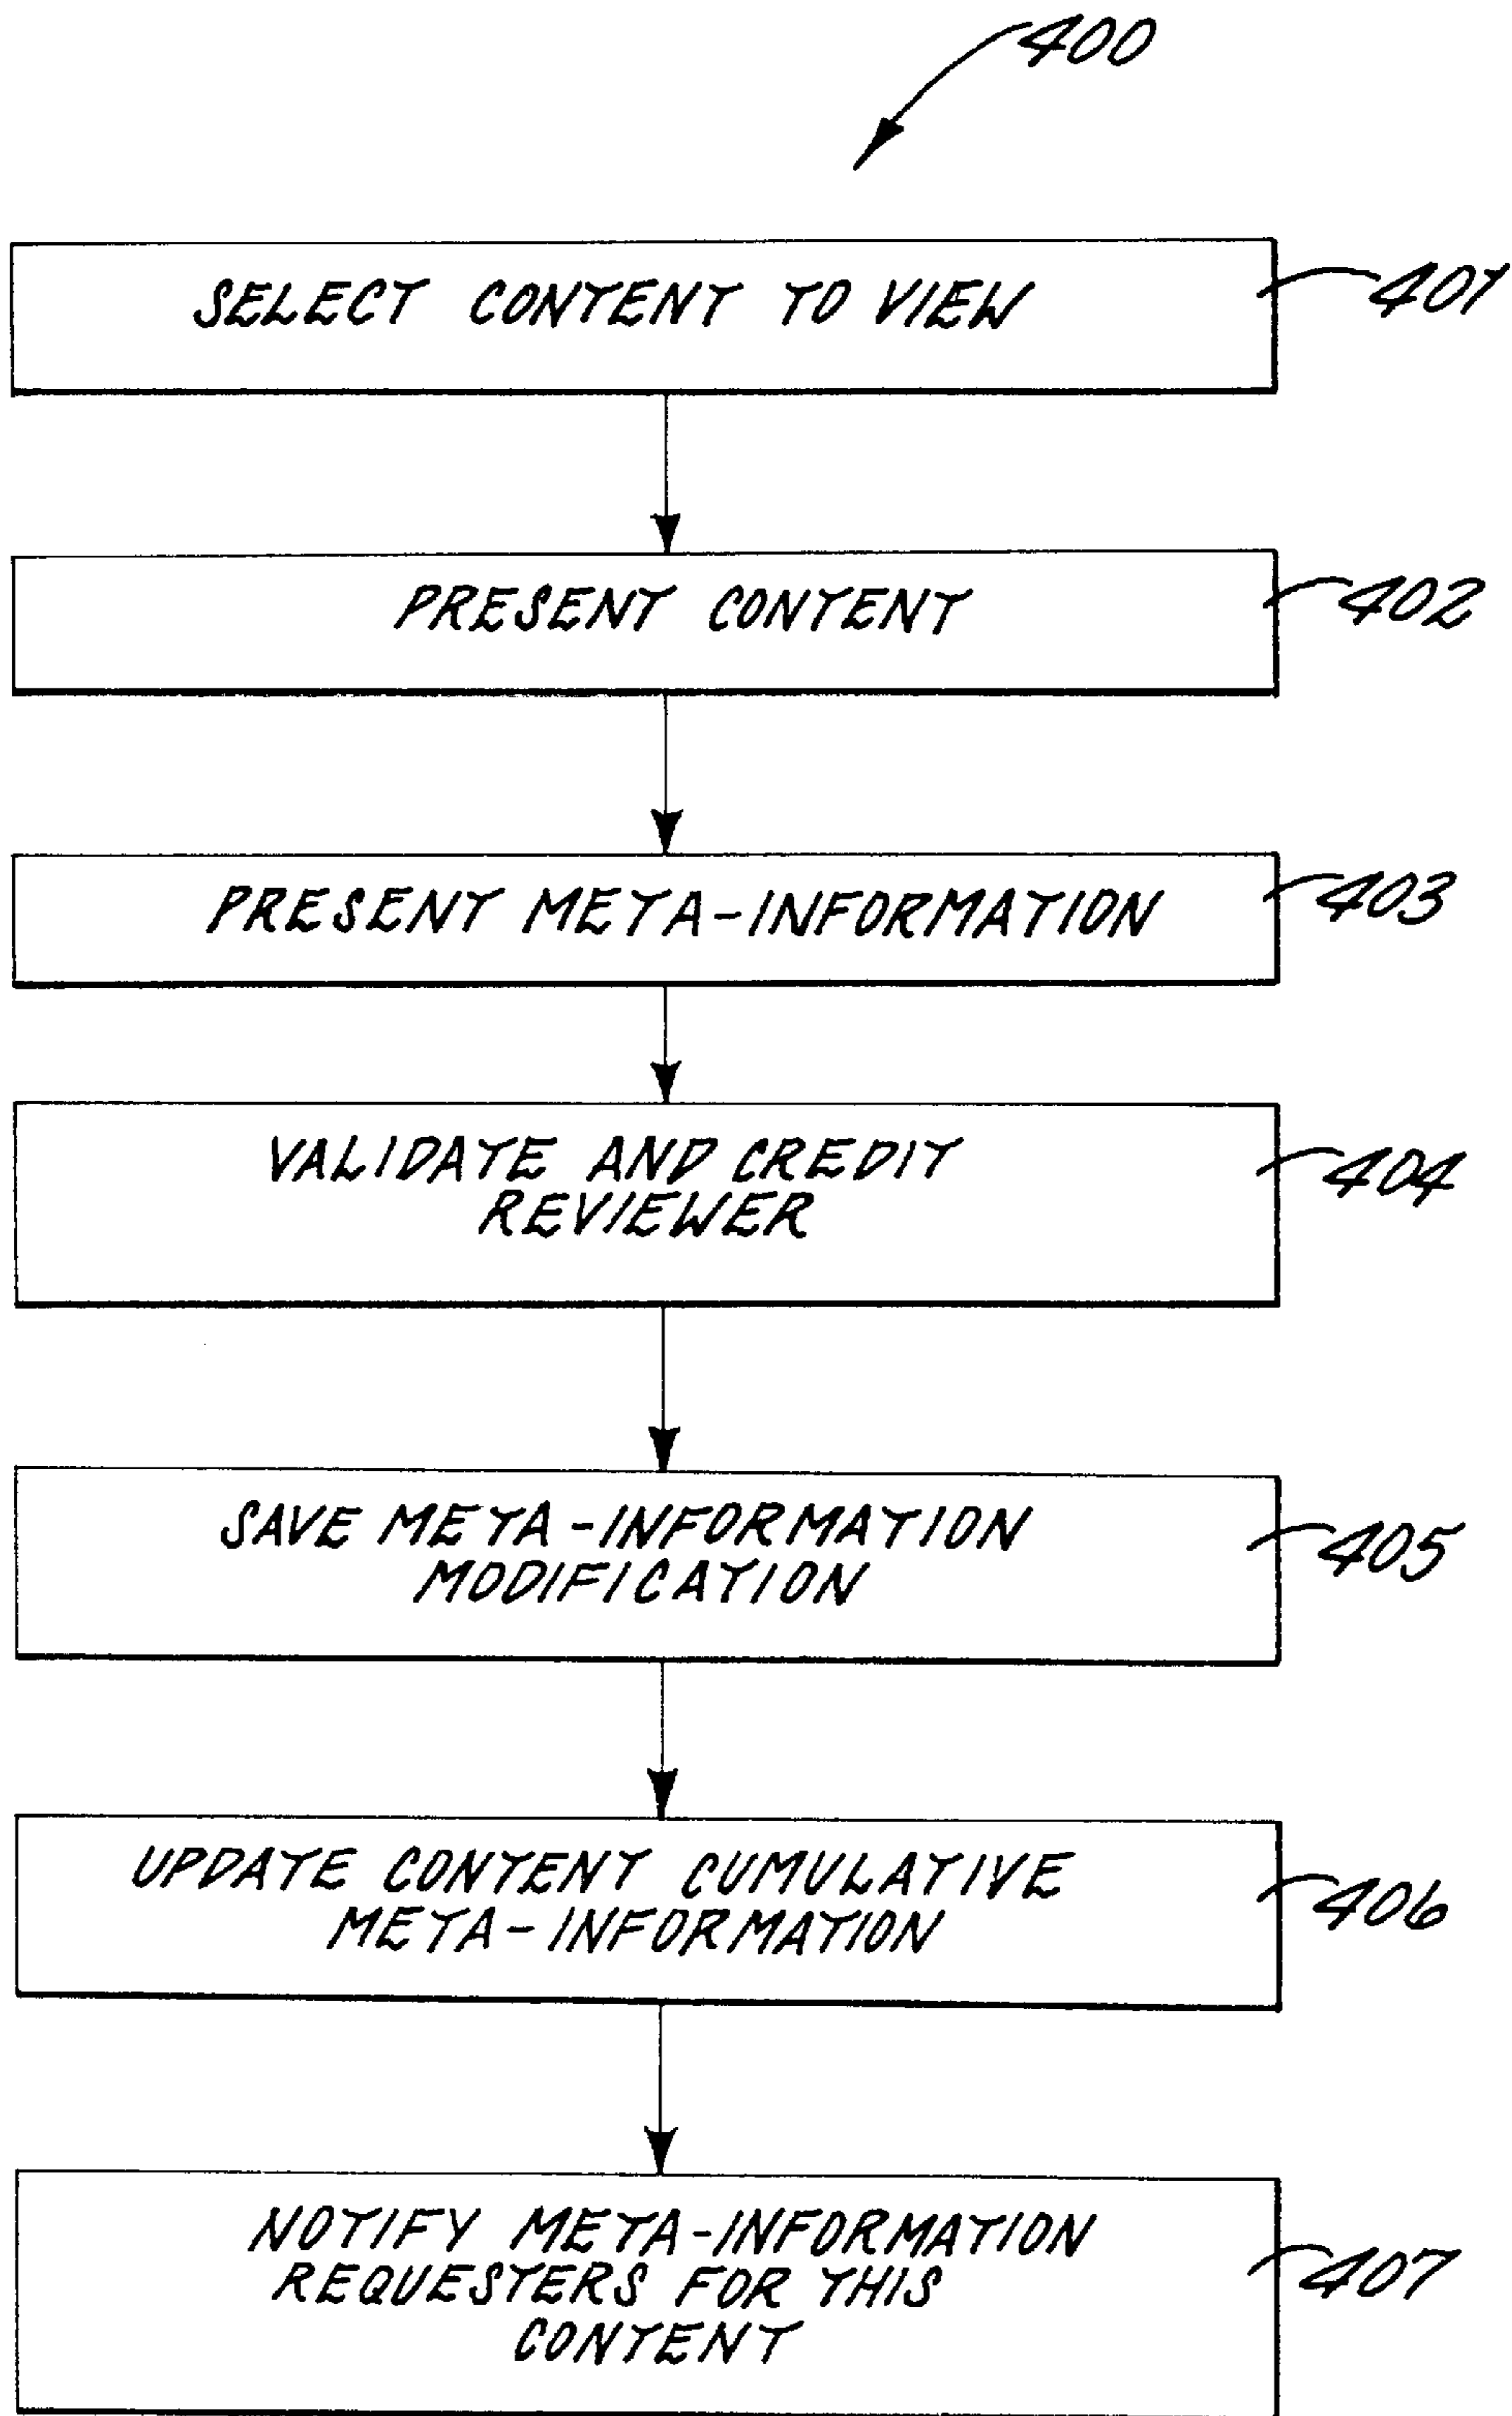 400
SELECT CONTENT TO VIEW
401
PRESENT CONTENT
402
PRESENT META-INFORMATION
403
VALIDATE AND CREDIT
REVIEWER
404
SAVE META-INFORMATION
MODIFICATION
405
UPDATE CONTENT CUMULATIVE
META-INFORMATION
406
NOTIFY META-INFORMATION
REQUESTERS FOR THIS
CONTENT
407